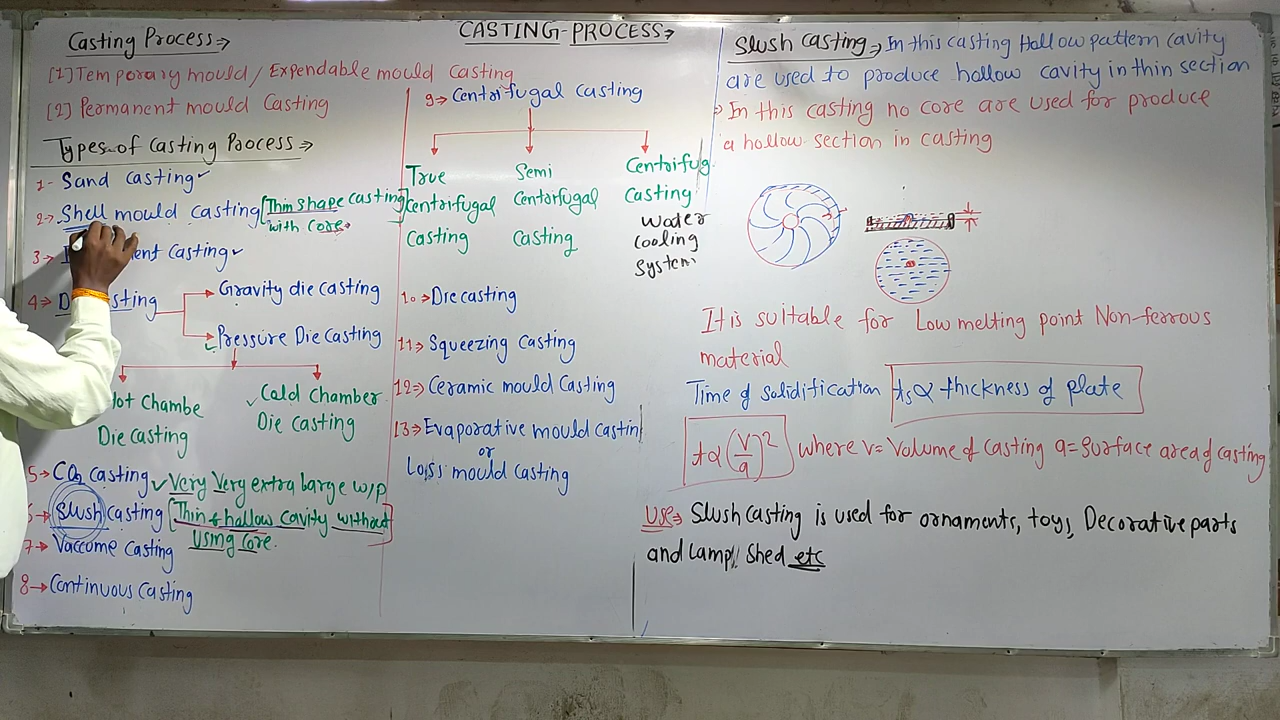 CASTING-PROCESS→
Casting Process→
[1] Temporary mould/Expendable mould Casting
[2] Permanent mould Casting
Types of Casting Process→
1- Sand casting✓
2→ Shell mould casting [Thin shape casting]
with core→
3→ ent Casting✓
4→ D sting
Gravity die casting
Pressure Die Casting
Hot Chambe
Die casting
✓ Cold Chamber
Die casting
5→ CO₂ casting ✓ Very Very extra large w/p
6→ Slush casting [Thin & hallow cavity without
using core.]
7→ Vaccume Casting
8→ Continuous Casting
9→ Centrifugal casting
True
Centrifugal
Casting
Semi
Centrifugal
Casting
Centrifug
Casting
Water
Cooling
System
10→ Die casting
11→ Squeezing Casting
12→ Ceramic mould Casting
13→ Evaporative mould Castin
or
Loss mould casting
Slush Casting→ In this casting Hallow pattern cavity
are used to produce hollow cavity in thin section
→ In this casting no core are used for produce
a hollow section in casting
It is suitable for Low melting point Non-ferrous
material
Time of solidification ts∝ thickness of plate
t∝(V/a)² where v= Volume of casting a= surface area of casting
Use→ Slush casting is used for ornaments, toys, Decorative parts
and lamp, shed etc